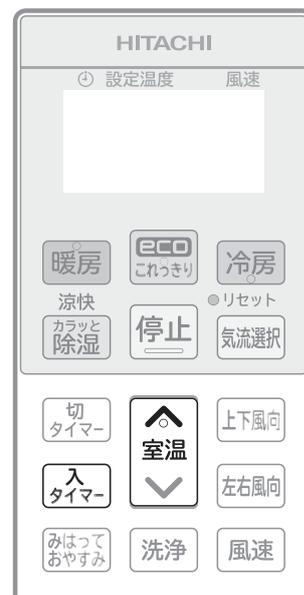 HITACHI
設定温度 風速
暖房
eco
これっきり
冷房
涼快
リセット
カラッと
除湿
停止
気流選択
切
タイマー
室温
上下風向
入
タイマー
左右風向
みはって
おやすみ
洗浄
風速